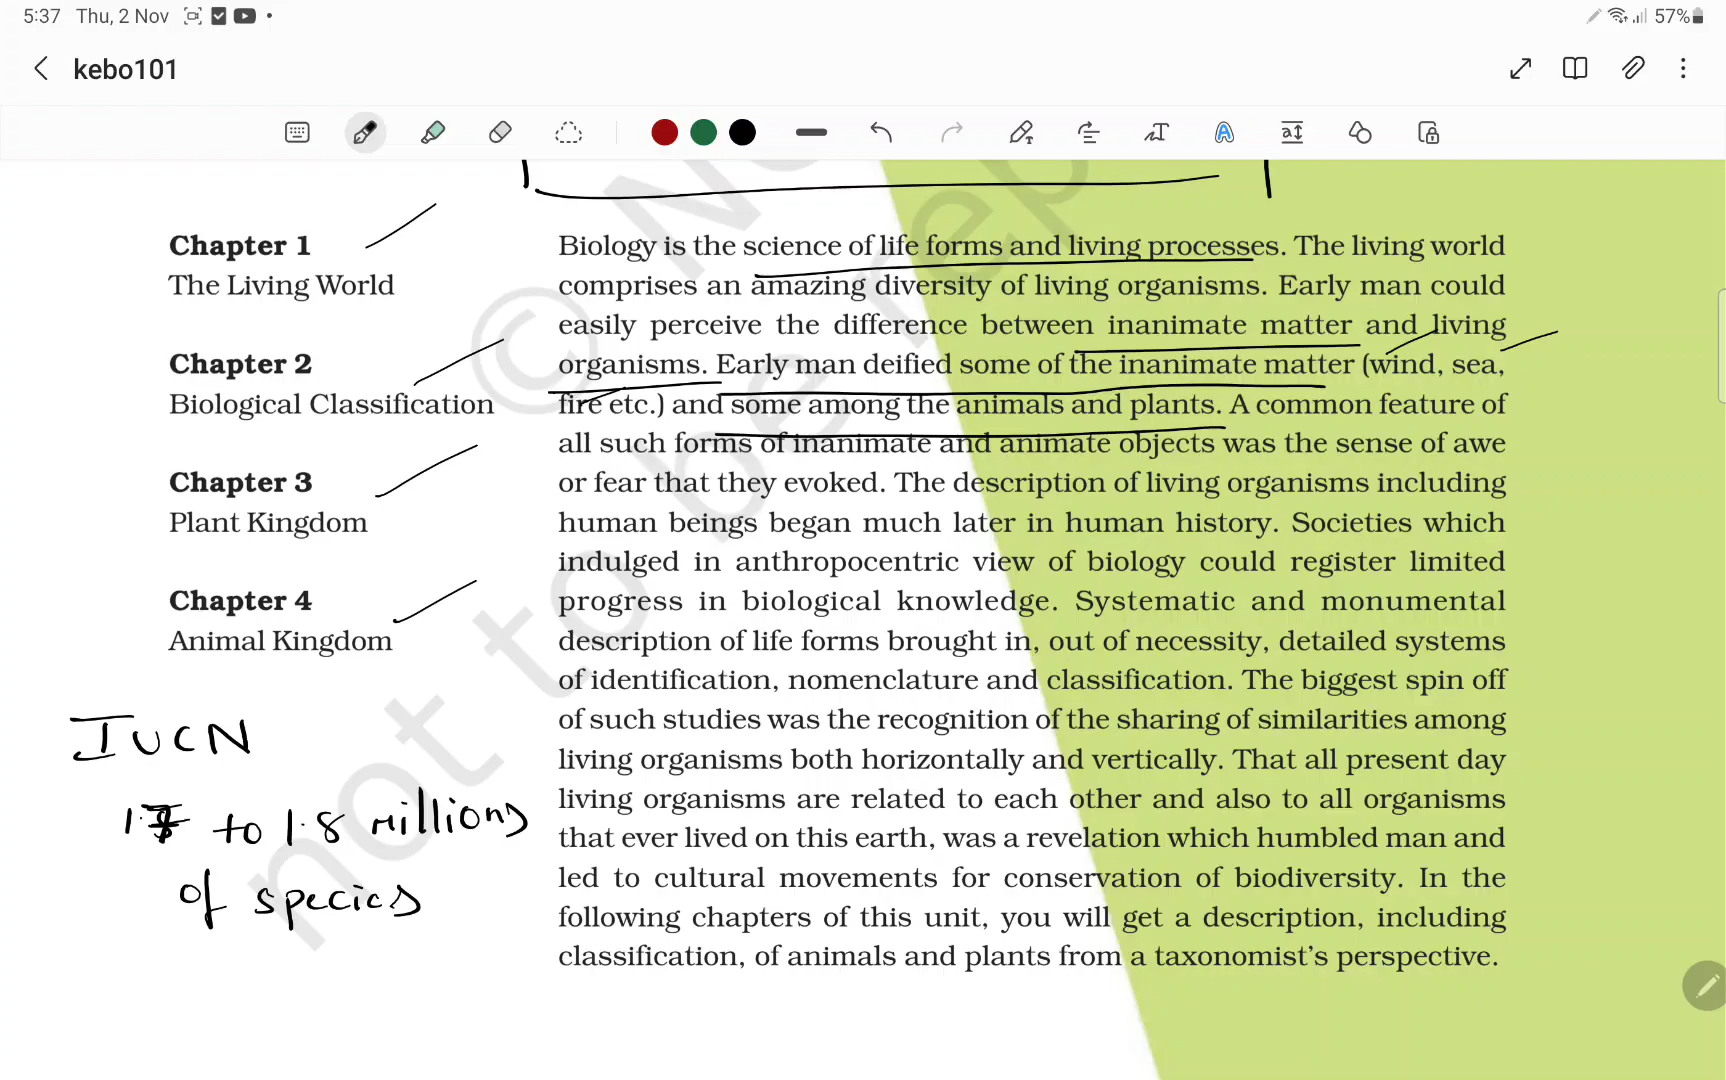 5:37 Thu, 2 Nov
57%
kebo101
Chapter 1
The Living World
Chapter 2
Biological Classification
Chapter 3
Plant Kingdom
Chapter 4
Animal Kingdom
IUCN
to 1.8 millions
of species
Biology is the science of life forms and living processes. The living world
comprises an amazing diversity of living organisms. Early man could
easily perceive the difference between inanimate matter and living
organisms. Early man deified some of the inanimate matter (wind, sea,
fire etc.) and some among the animals and plants. A common feature of
all such forms of inanimate and animate objects was the sense of awe
or fear that they evoked. The description of living organisms including
human beings began much later in human history. Societies which
indulged in anthropocentric view of biology could register limited
progress in biological knowledge. Systematic and monumental
description of life forms brought in, out of necessity, detailed systems
of identification, nomenclature and classification. The biggest spin off
of such studies was the recognition of the sharing of similarities among
living organisms both horizontally and vertically. That all present day
living organisms are related to each other and also to all organisms
that ever lived on this earth, was a revelation which humbled man and
led to cultural movements for conservation of biodiversity. In the
following chapters of this unit, you will get a description, including
classification, of animals and plants from a taxonomist's perspective.
not to be rep